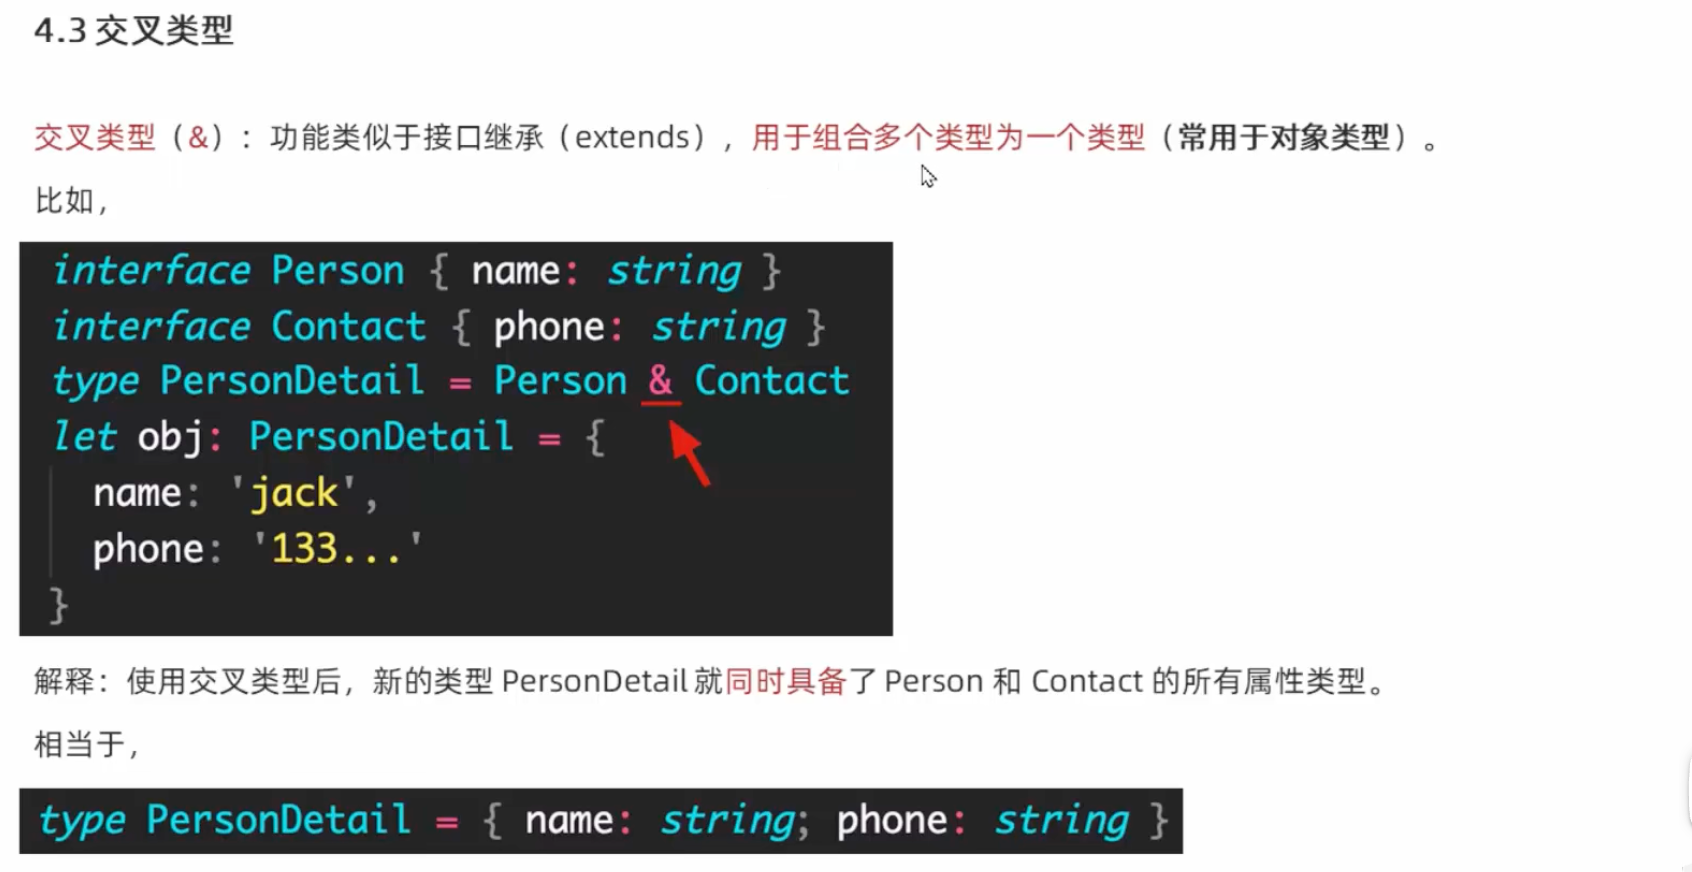 4.3 交叉类型
交叉类型（&）：功能类似于接口继承（extends），用于组合多个类型为一个类型（常用于对象类型）。
比如，
interface Person { name: string }
interface Contact { phone: string }
type PersonDetail = Person & Contact
let obj: PersonDetail = {
  name: 'jack',
  phone: '133...'
}
解释：使用交叉类型后，新的类型 PersonDetail 就同时具备了 Person 和 Contact 的所有属性类型。
相当于，
type PersonDetail = { name: string; phone: string }